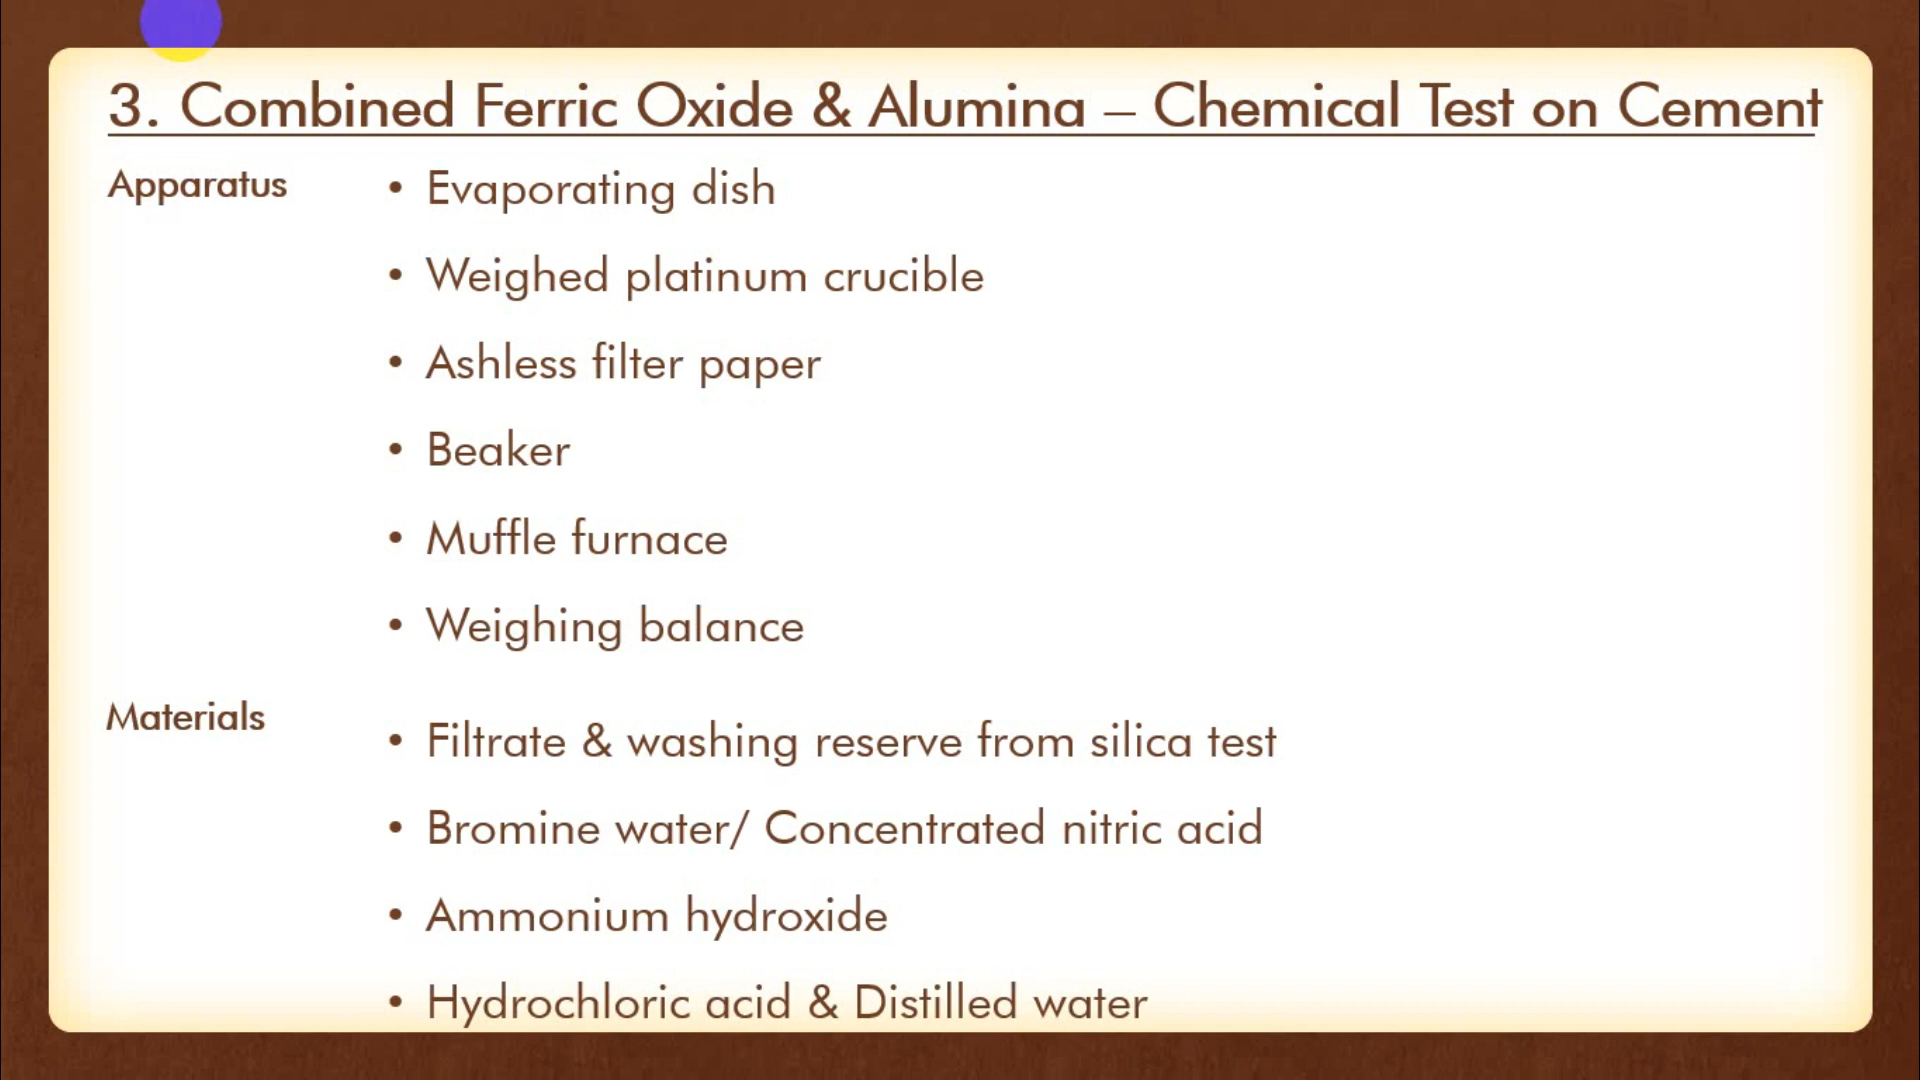 3. Combined Ferric Oxide & Alumina – Chemical Test on Cement
Apparatus
• Evaporating dish
• Weighed platinum crucible
• Ashless filter paper
• Beaker
• Muffle furnace
• Weighing balance
Materials
• Filtrate & washing reserve from silica test
• Bromine water/ Concentrated nitric acid
• Ammonium hydroxide
• Hydrochloric acid & Distilled water